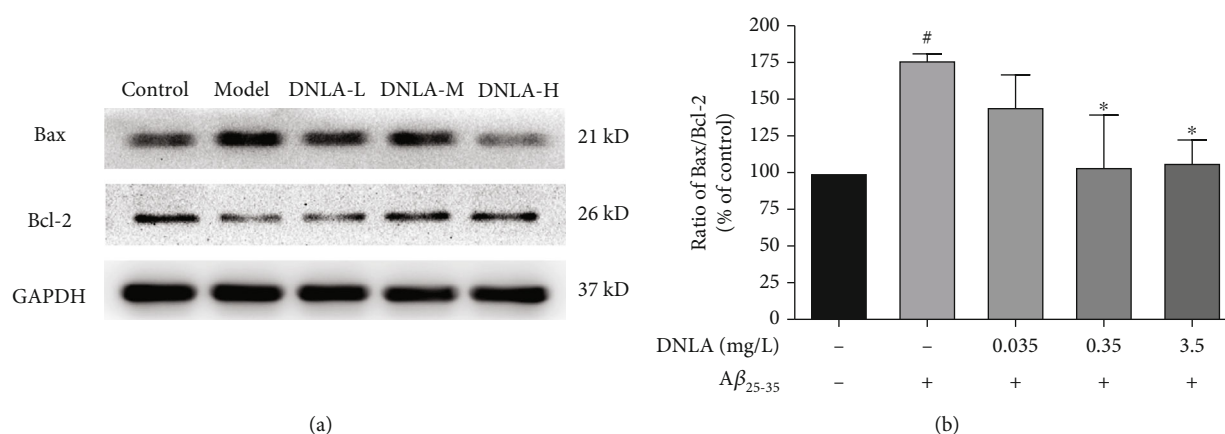 Control Model DNLA-L DNLA-M DNLA-H
Bax 21 kD
Bcl-2 26 kD
GAPDH 37 kD
(a)
Ratio of Bax/Bcl-2
(% of control)
200
175
150
125
100
75
50
25
0
#
*
*
DNLA (mg/L) – – 0.035 0.35 3.5
Aβ25-35 – + + + +
(b)